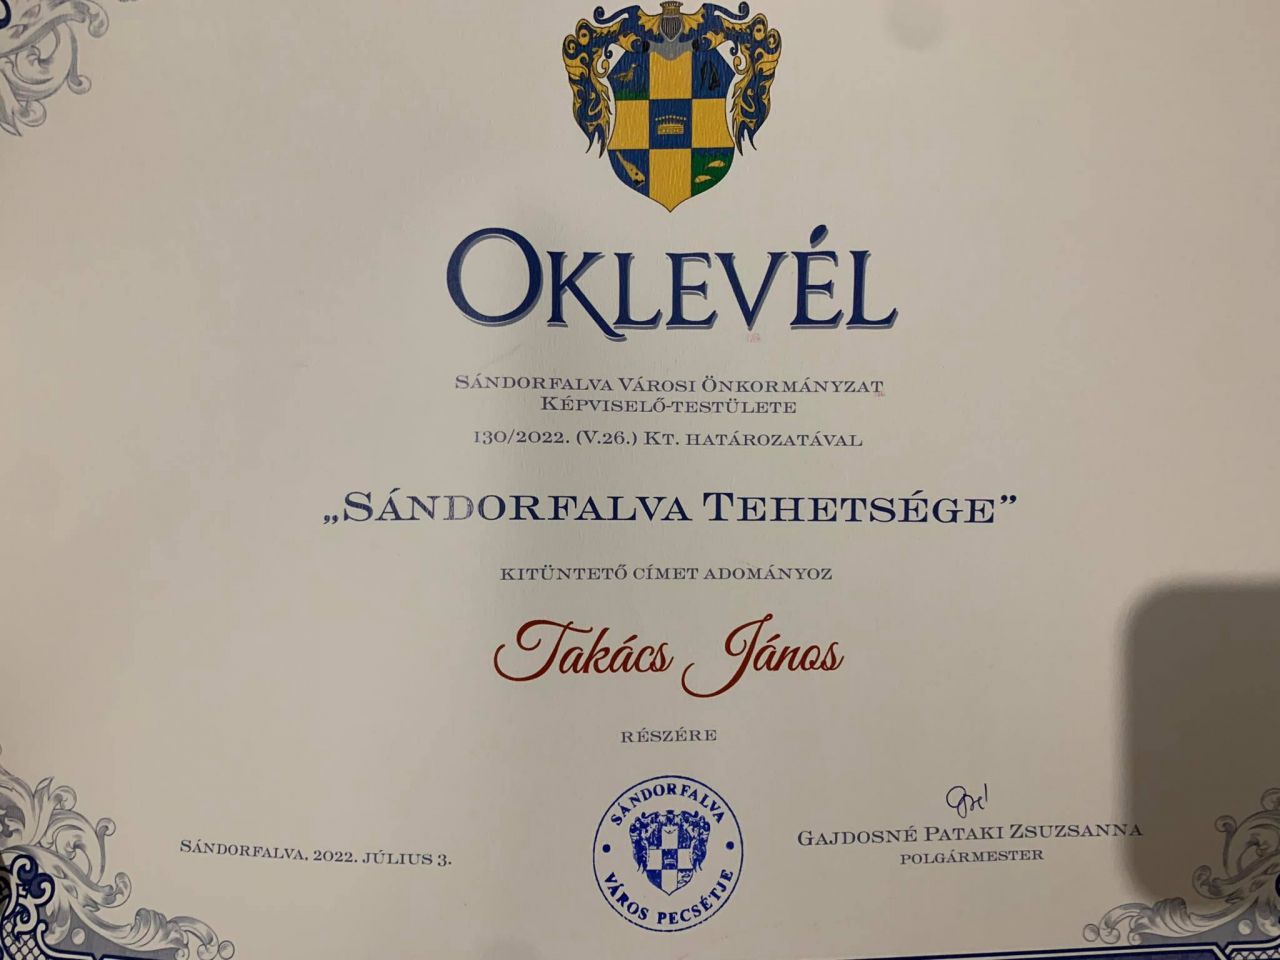 OKLEVÉL
SÁNDORFALVA VÁROSI ÖNKORMÁNYZAT
KÉPVISELŐ-TESTÜLETE
130/2022. (V.26.) KT. HATÁROZATÁVAL
„SÁNDORFALVA TEHETSÉGE”
KITÜNTETŐ CÍMET ADOMÁNYOZ
Takács János
RÉSZÉRE
SÁNDORFALVA, 2022. JÚLIUS 3.
SÁNDORFALVA
VÁROS PECSÉTJE
GAJDOSNÉ PATAKI ZSUZSANNA
POLGÁRMESTER